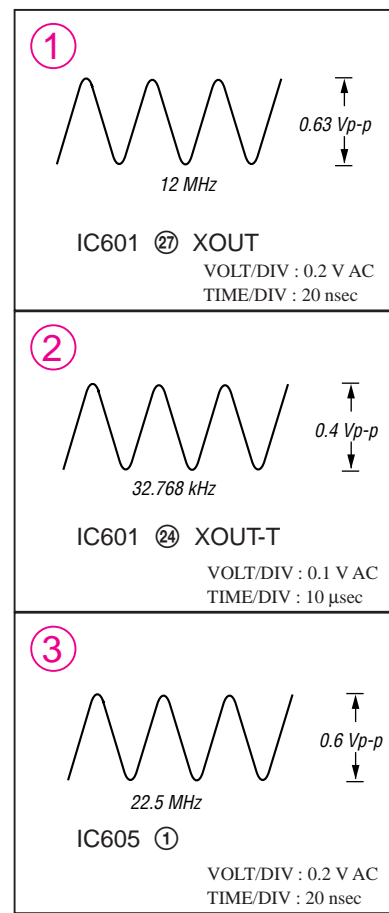 ①
0.63 Vp-p
12 MHz
IC601 ㉗ XOUT
VOLT/DIV : 0.2 V AC
TIME/DIV : 20 nsec
②
0.4 Vp-p
32.768 kHz
IC601 ㉔ XOUT-T
VOLT/DIV : 0.1 V AC
TIME/DIV : 10 µsec
③
0.6 Vp-p
22.5 MHz
IC605 ①
VOLT/DIV : 0.2 V AC
TIME/DIV : 20 nsec